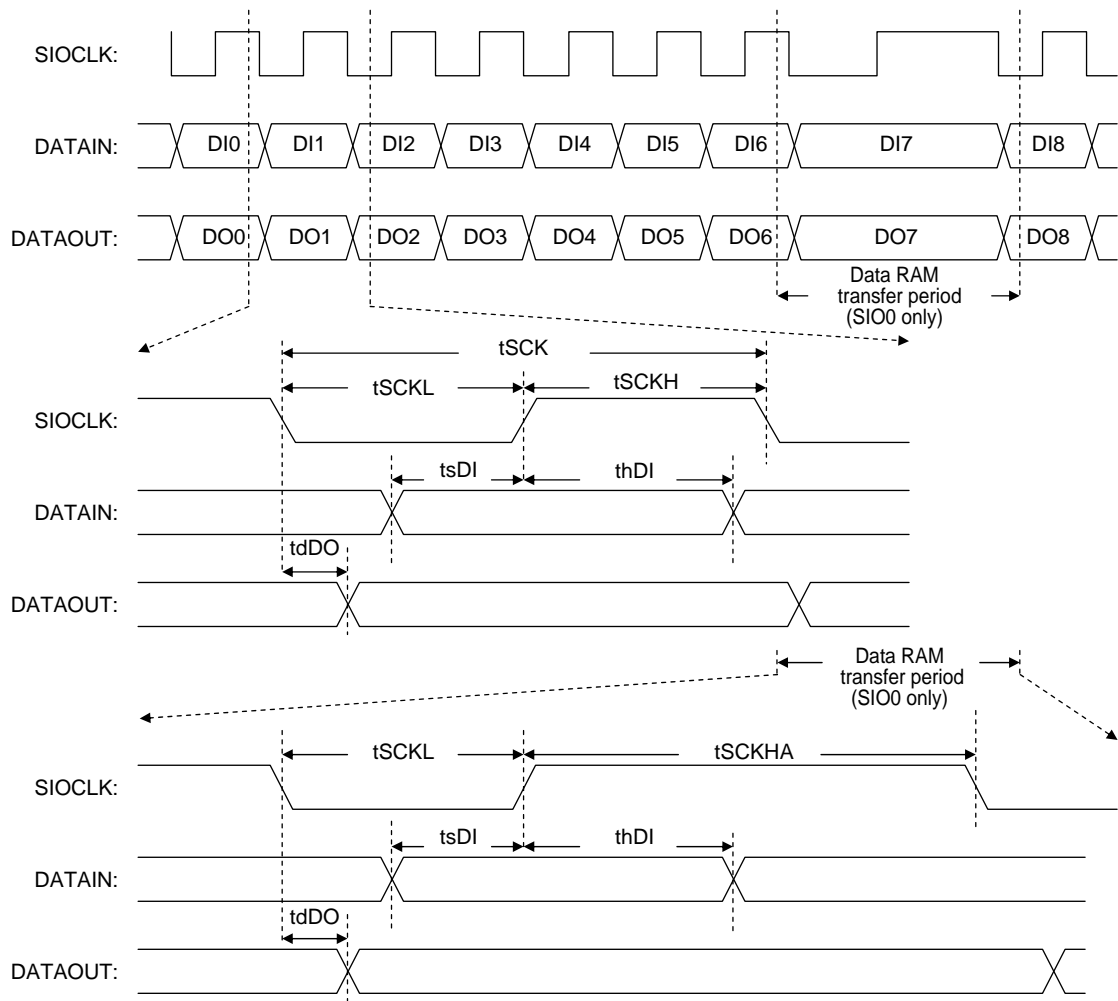 SIOCLK:
DATAIN: DI0 DI1 DI2 DI3 DI4 DI5 DI6 DI7 DI8
DATAOUT: DO0 DO1 DO2 DO3 DO4 DO5 DO6 DO7 DO8
Data RAM
transfer period
(SIO0 only)
tSCK
tSCKL tSCKH
SIOCLK:
tsDI thDI
DATAIN:
tdDO
DATAOUT:
Data RAM
transfer period
(SIO0 only)
tSCKL tSCKHA
SIOCLK:
tsDI thDI
DATAIN:
tdDO
DATAOUT: